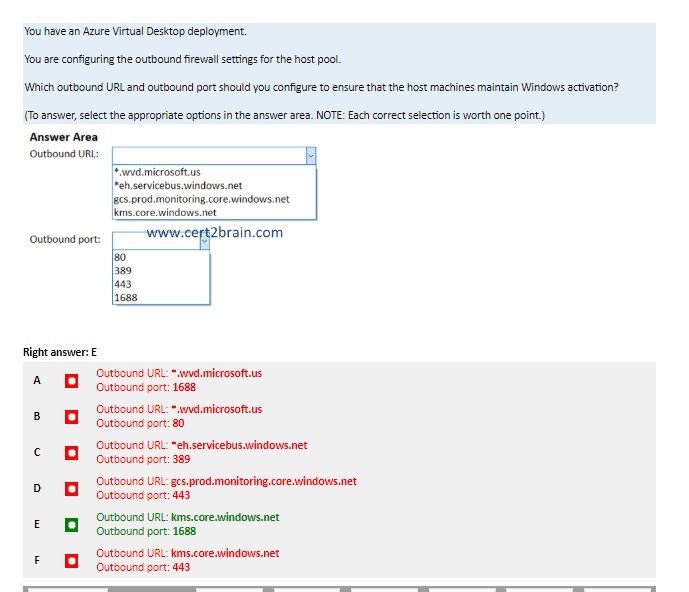 You have an Azure Virtual Desktop deployment.
You are configuring the outbound firewall settings for the host pool.
Which outbound URL and outbound port should you configure to ensure that the host machines maintain Windows activation?
(To answer, select the appropriate options in the answer area. NOTE: Each correct selection is worth one point.)
Answer Area
Outbound URL:
*.wvd.microsoft.us
*eh.servicebus.windows.net
gcs.prod.monitoring.core.windows.net
kms.core.windows.net
www.cert2brain.com
Outbound port:
80
389
443
1688
Right answer: E
A
Outbound URL: *.wvd.microsoft.us
Outbound port: 1688
B
Outbound URL: *.wvd.microsoft.us
Outbound port: 80
C
Outbound URL: *eh.servicebus.windows.net
Outbound port: 389
D
Outbound URL: gcs.prod.monitoring.core.windows.net
Outbound port: 443
E
Outbound URL: kms.core.windows.net
Outbound port: 1688
F
Outbound URL: kms.core.windows.net
Outbound port: 443